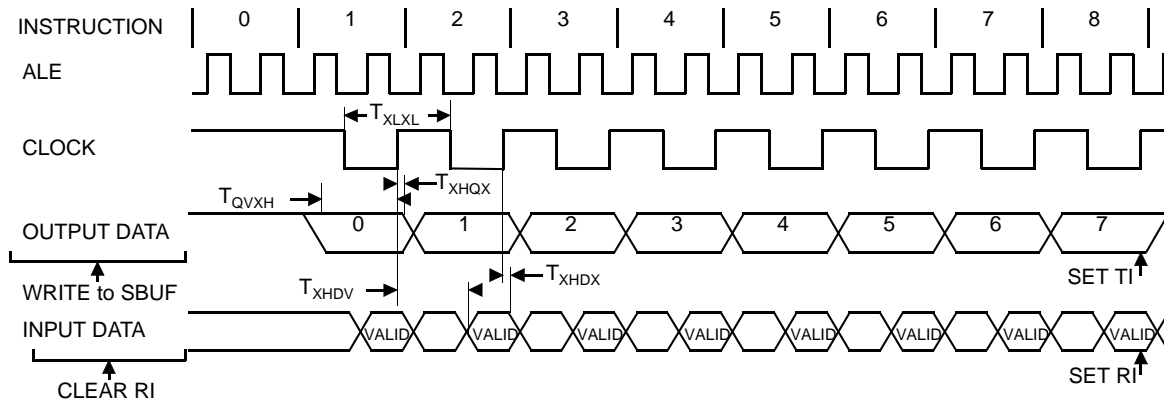 INSTRUCTION 0 1 2 3 4 5 6 7 8
ALE
TXLXL
CLOCK
TXHQX
TQVXH
OUTPUT DATA 0 1 2 3 4 5 6 7
WRITE to SBUF TXHDV TXHDX SET TI
INPUT DATA VALID VALID VALID VALID VALID VALID VALID VALID
CLEAR RI SET RI